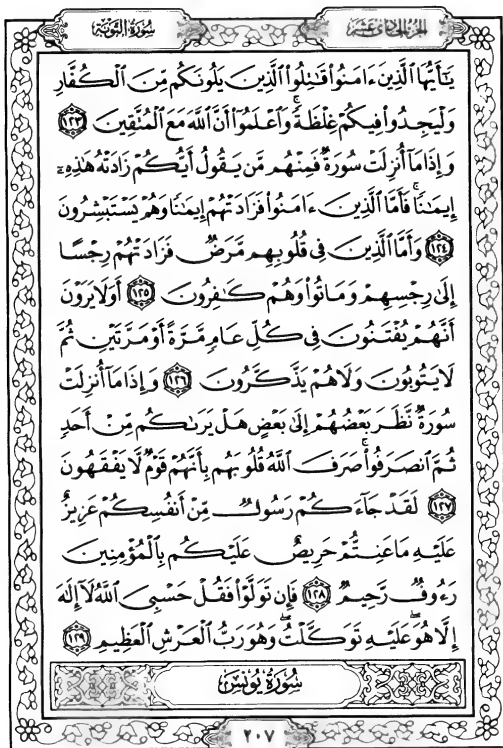 الجزء الحادي عشر
سورة التوبة
يَٰٓأَيُّهَا ٱلَّذِينَ ءَامَنُوا۟ قَٰتِلُوا۟ ٱلَّذِينَ يَلُونَكُم مِّنَ ٱلْكُفَّارِ
وَلْيَجِدُوا۟ فِيكُمْ غِلْظَةً ۚ وَٱعْلَمُوٓا۟ أَنَّ ٱللَّهَ مَعَ ٱلْمُتَّقِينَ ١٢٣
وَإِذَا مَآ أُنزِلَتْ سُورَةٌ فَمِنْهُم مَّن يَقُولُ أَيُّكُمْ زَادَتْهُ هَٰذِهِۦٓ
إِيمَٰنًا ۚ فَأَمَّا ٱلَّذِينَ ءَامَنُوا۟ فَزَادَتْهُمْ إِيمَٰنًا وَهُمْ يَسْتَبْشِرُونَ
١٢٤ وَأَمَّا ٱلَّذِينَ فِى قُلُوبِهِم مَّرَضٌ فَزَادَتْهُمْ رِجْسًا
إِلَىٰ رِجْسِهِمْ وَمَاتُوا۟ وَهُمْ كَٰفِرُونَ ١٢٥ أَوَلَا يَرَوْنَ
أَنَّهُمْ يُفْتَنُونَ فِى كُلِّ عَامٍ مَّرَّةً أَوْ مَرَّتَيْنِ ثُمَّ
لَا يَتُوبُونَ وَلَا هُمْ يَذَّكَّرُونَ ١٢٦ وَإِذَا مَآ أُنزِلَتْ
سُورَةٌ نَّظَرَ بَعْضُهُمْ إِلَىٰ بَعْضٍ هَلْ يَرَىٰكُم مِّنْ أَحَدٍ
ثُمَّ ٱنصَرَفُوا۟ ۚ صَرَفَ ٱللَّهُ قُلُوبَهُم بِأَنَّهُمْ قَوْمٌ لَّا يَفْقَهُونَ
١٢٧ لَقَدْ جَآءَكُمْ رَسُولٌ مِّنْ أَنفُسِكُمْ عَزِيزٌ
عَلَيْهِ مَا عَنِتُّمْ حَرِيصٌ عَلَيْكُم بِٱلْمُؤْمِنِينَ
رَءُوفٌ رَّحِيمٌ ١٢٨ فَإِن تَوَلَّوْا۟ فَقُلْ حَسْبِىَ ٱللَّهُ لَآ إِلَٰهَ
إِلَّا هُوَ ۖ عَلَيْهِ تَوَكَّلْتُ ۖ وَهُوَ رَبُّ ٱلْعَرْشِ ٱلْعَظِيمِ ١٢٩
سُورَةُ يُونُسَ
٢٠٧